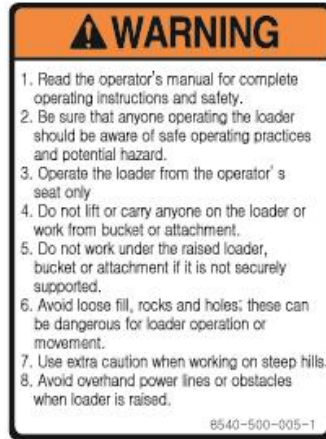 WARNING
1. Read the operator's manual for complete
operating instructions and safety.
2. Be sure that anyone operating the loader
should be aware of safe operating practices
and potential hazard.
3. Operate the loader from the operator' s
seat only
4. Do not lift or carry anyone on the loader or
work from bucket or attachment.
5. Do not work under the raised loader,
bucket or attachment if it is not securely
supported.
6. Avoid loose fill, rocks and holes; these can
be dangerous for loader operation or
movement.
7. Use extra caution when working on steep hills.
8. Avoid overhand power lines or obstacles
when loader is raised.
8540-500-005-1